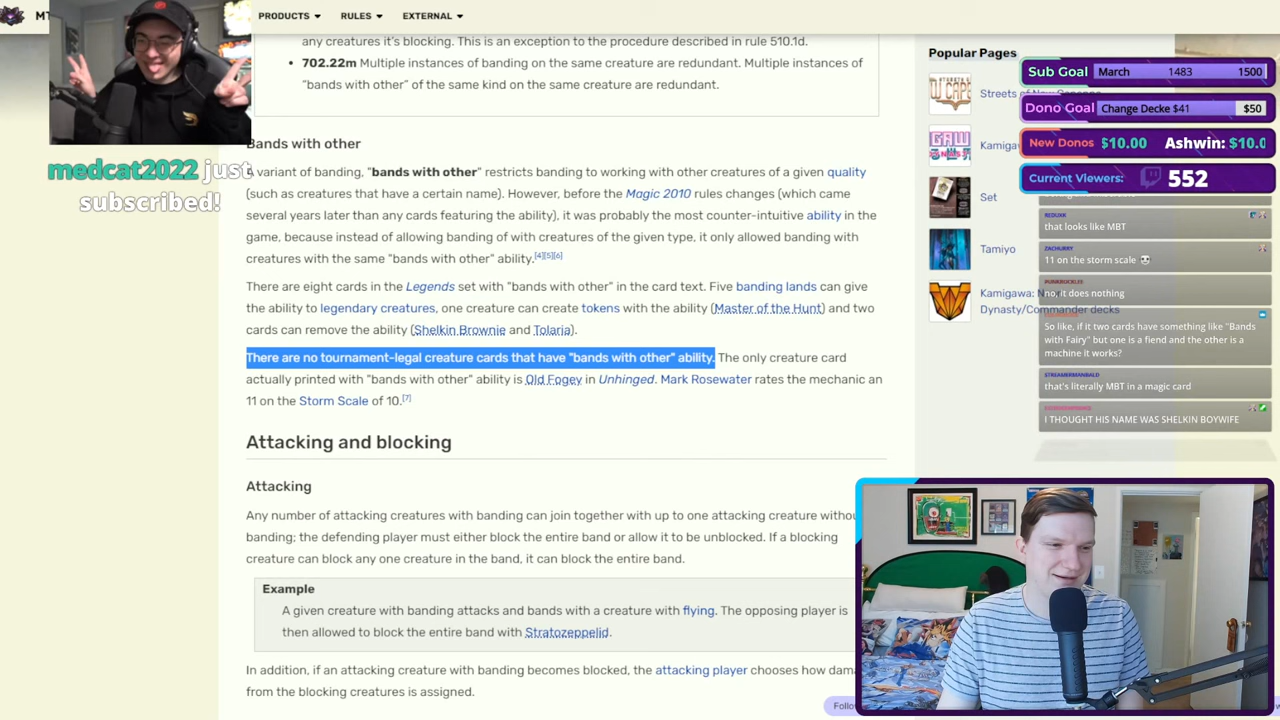 MT
PRODUCTS
RULES
EXTERNAL
any creatures it's blocking. This is an exception to the procedure described in rule 510.1d.
• 702.22m Multiple instances of banding on the same creature are redundant. Multiple instances
of "bands with other" of the same kind on the same creature are redundant.
Bands with other
A variant of banding, "bands with other" restricts banding to working with other creatures of a given quality
(such as creatures that have a certain name). However, before the Magic 2010 rules changes (which came
several years later than any cards featuring the ability), it was probably the most counter-intuitive ability in the
game, because instead of allowing banding of with creatures of the given type, it only allowed banding with
creatures with the same "bands with other" ability.[4][5][6]
There are eight cards in the Legends set with "bands with other" in the card text. Five banding lands can give
the ability to legendary creatures, one creature can create tokens with the ability (Master of the Hunt) and two
cards can remove the ability (Shelkin Brownie and Tolaria).
There are no tournament-legal creature cards that have "bands with other" ability. The only creature card
actually printed with "bands with other" ability is Old Fogey in Unhinged. Mark Rosewater rates the mechanic an
11 on the Storm Scale of 10.[7]
Attacking and blocking
Attacking
Any number of attacking creatures with banding can join together with up to one attacking creature withou
banding; the defending player must either block the entire band or allow it to be unblocked. If a blocking
creature can block any one creature in the band, it can block the entire band.
Example
A given creature with banding attacks and bands with a creature with flying. The opposing player is
then allowed to block the entire band with Stratozeppelid.
In addition, if an attacking creature with banding becomes blocked, the attacking player chooses how dam
from the blocking creatures is assigned.
medcat2022 just
subscribed!
Popular Pages
Streets of New
Kamigawa
Set
Tamiyo
Kamigawa: N
Dynasty/Commander decks
Follo
Sub Goal March 1483 1500
Dono Goal Change Decke $41 $50
New Donos $10.00 Ashwin: $10.0
Current Viewers: 552
REDUXR
that looks like MBT
ZACHURRY
11 on the storm scale
no, it does nothing
So like, if it two cards have something like "Bands
with Fairy" but one is a fiend and the other is a
machine it works?
STREAMERMANBALD
that's literally MBT in a magic card
I THOUGHT HIS NAME WAS SHELKIN BOYWIFE